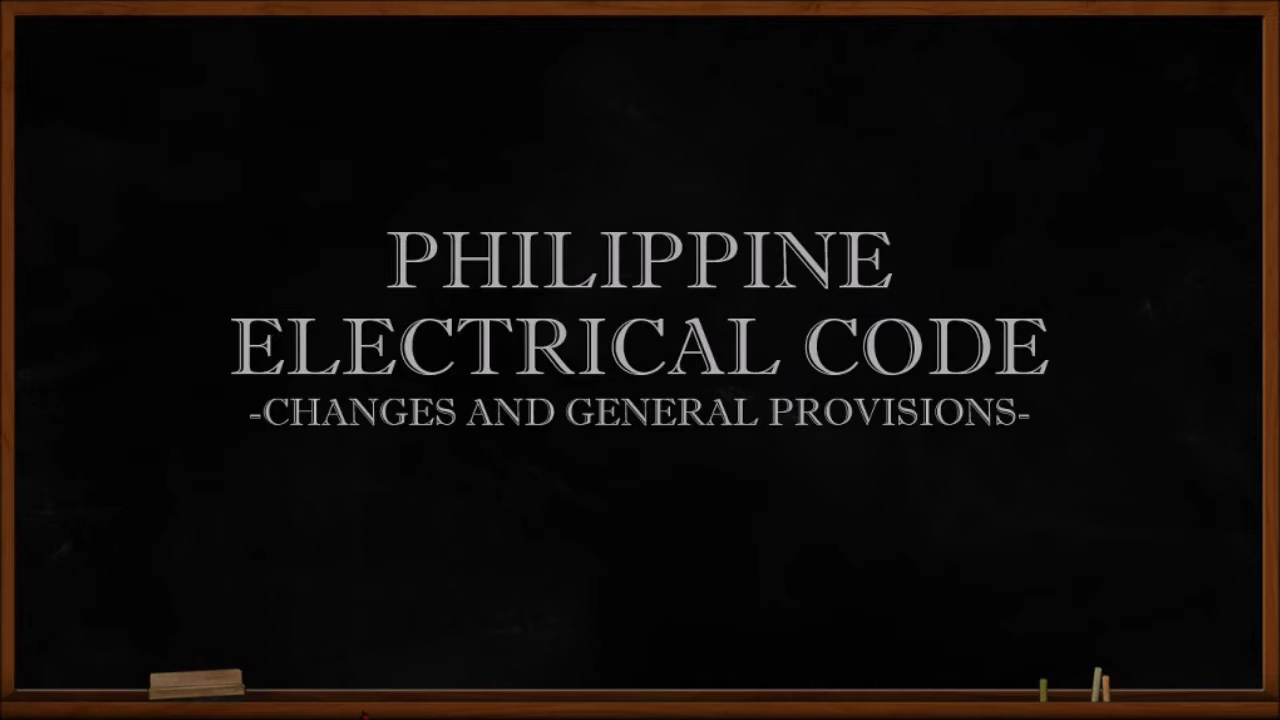 PHILIPPINE
ELECTRICAL CODE
-CHANGES AND GENERAL PROVISIONS-